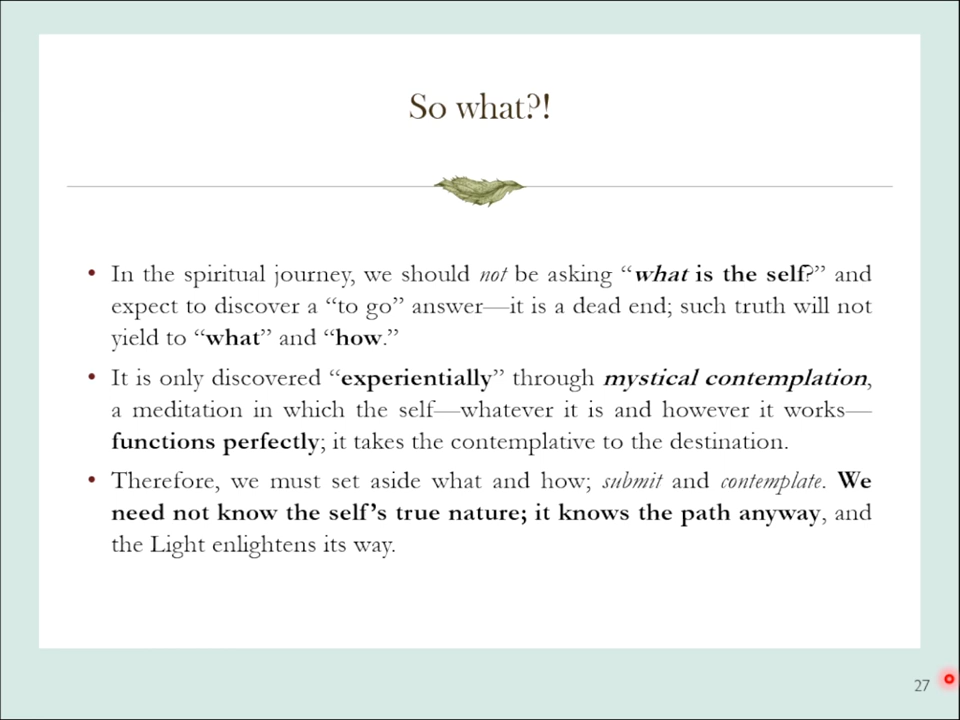 So what?!
• In the spiritual journey, we should not be asking “what is the self?” and
expect to discover a “to go” answer—it is a dead end; such truth will not
yield to “what” and “how.”
• It is only discovered “experientially” through mystical contemplation,
a meditation in which the self—whatever it is and however it works—
functions perfectly; it takes the contemplative to the destination.
• Therefore, we must set aside what and how; submit and contemplate. We
need not know the self’s true nature; it knows the path anyway, and
the Light enlightens its way.
27